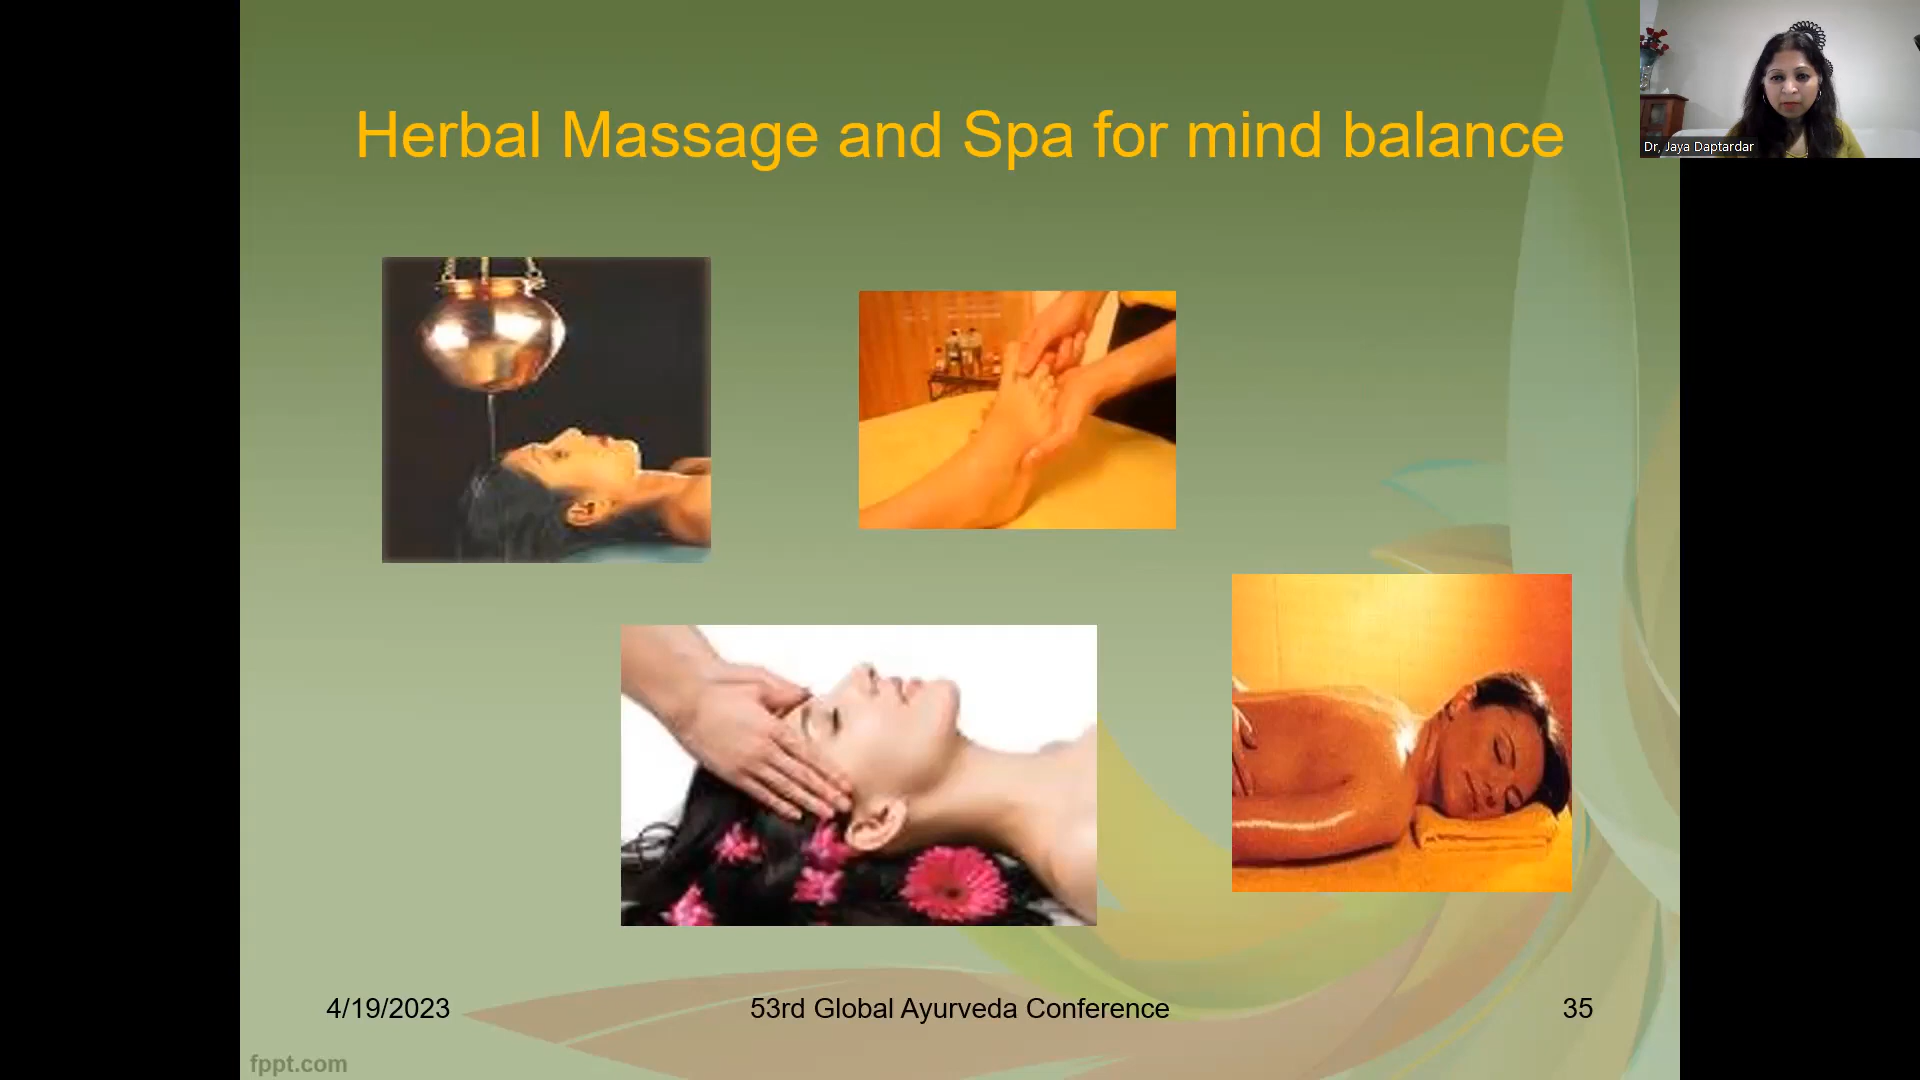 Herbal Massage and Spa for mind balance
Dr, Jaya Daptardar
4/19/2023
53rd Global Ayurveda Conference
35
fppt.com